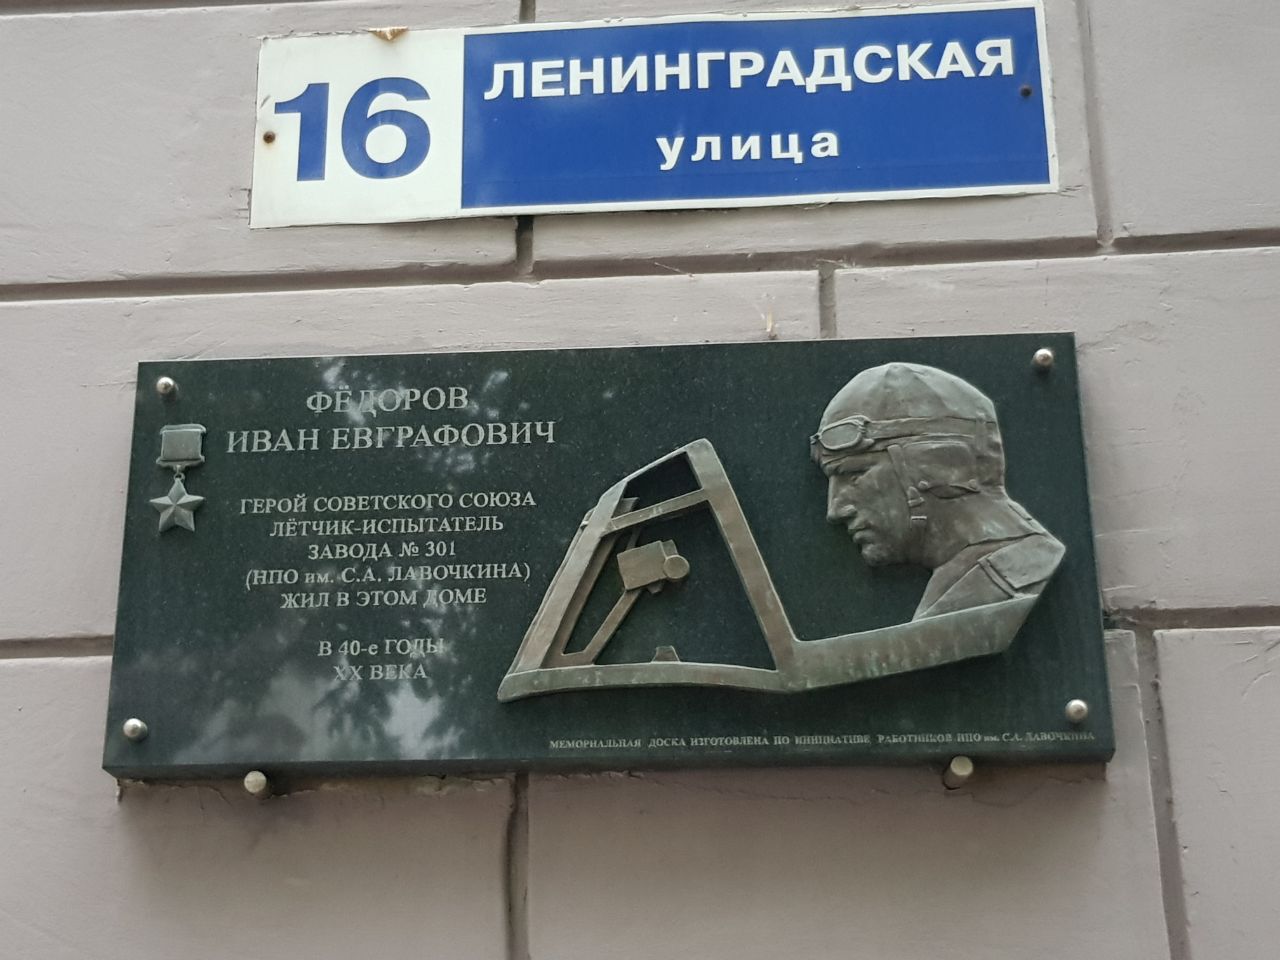 16 ЛЕНИНГРАДСКАЯ
улица
ФЁДОРОВ
ИВАН ЕВГРАФОВИЧ
ГЕРОЙ СОВЕТСКОГО СОЮЗА
ЛЁТЧИК-ИСПЫТАТЕЛЬ
ЗАВОДА № 301
(НПО им. С.А. ЛАВОЧКИНА)
ЖИЛ В ЭТОМ ДОМЕ
В 40-е ГОДЫ
XX ВЕКА
МЕМОРИАЛЬНАЯ ДОСКА ИЗГОТОВЛЕНА ПО ИНИЦИАТИВЕ РАБОТНИКОВ НПО им. С.А. ЛАВОЧКИНА